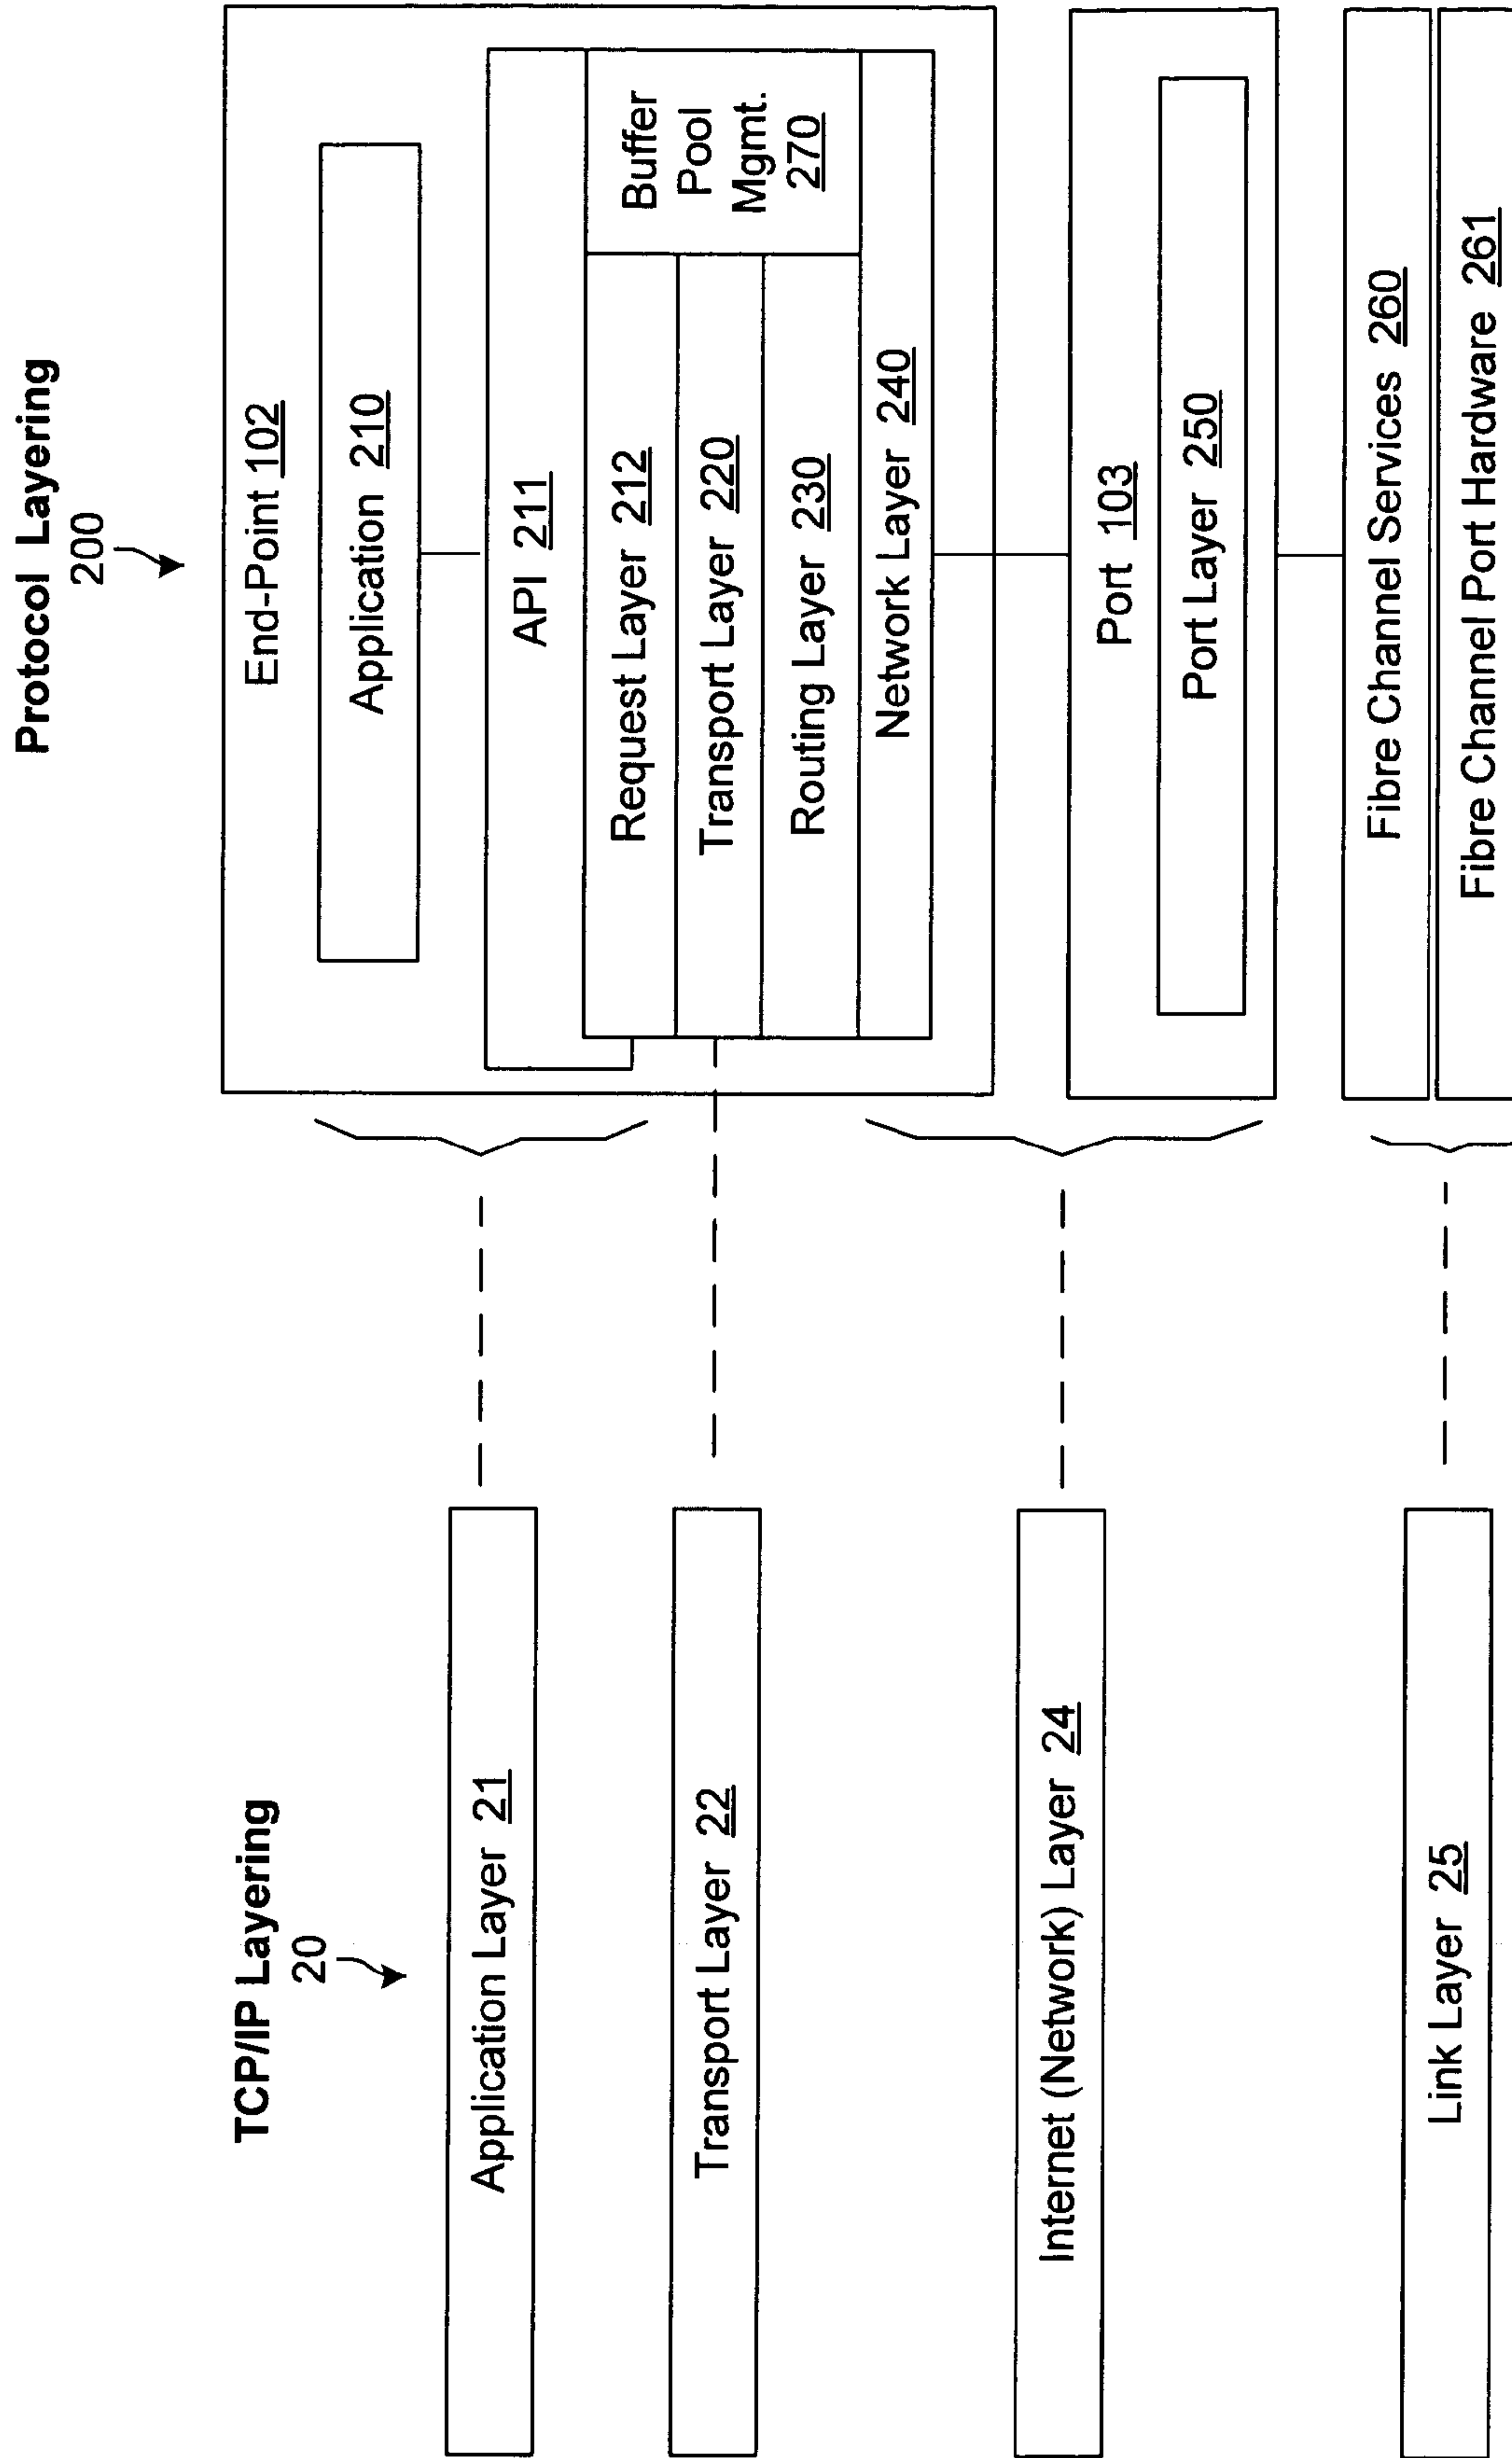 TCP/IP Layering
20
Application Layer 21
Transport Layer 22
Internet (Network) Layer 24
Link Layer 25
Protocol Layering
200
End-Point 102
Application 210
API 211
Request Layer 212
Transport Layer 220
Routing Layer 230
Buffer
Pool
Mgmt.
270
Network Layer 240
Port 103
Port Layer 250
Fibre Channel Services 260
Fibre Channel Port Hardware 261